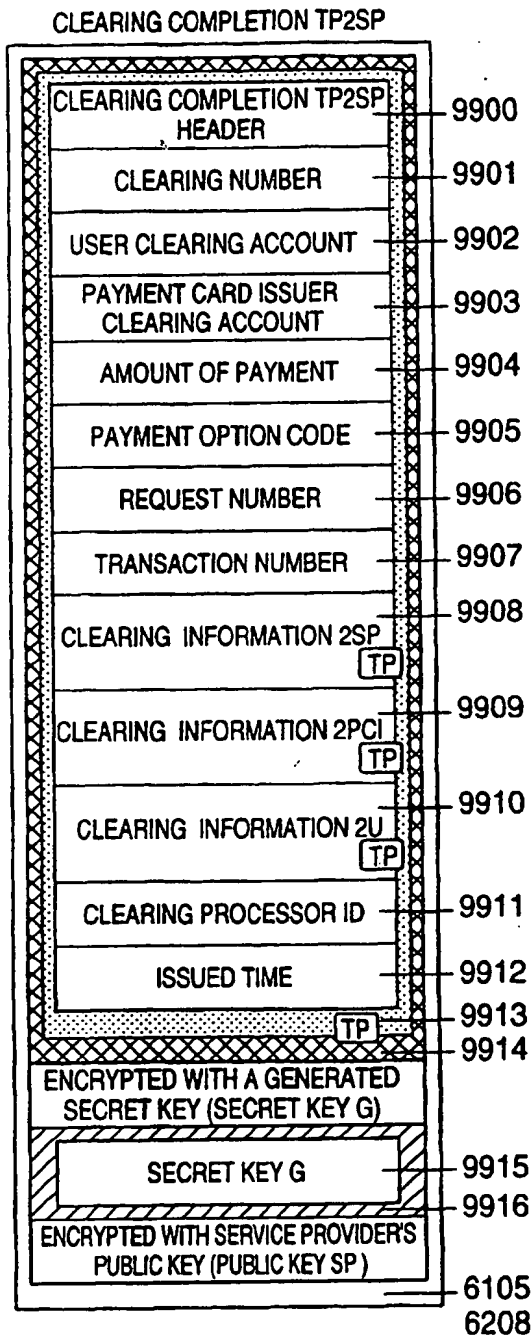 CLEARING COMPLETION TP2SP
CLEARING COMPLETION TP2SP
HEADER
9900
CLEARING NUMBER
9901
USER CLEARING ACCOUNT
9902
PAYMENT CARD ISSUER
CLEARING ACCOUNT
9903
AMOUNT OF PAYMENT
9904
PAYMENT OPTION CODE
9905
REQUEST NUMBER
9906
TRANSACTION NUMBER
9907
9908
CLEARING INFORMATION 2SP
TP
9909
CLEARING INFORMATION 2PCI
TP
9910
CLEARING INFORMATION 2U
TP
CLEARING PROCESSOR ID
9911
ISSUED TIME
9912
TP
9913
9914
ENCRYPTED WITH A GENERATED
SECRET KEY (SECRET KEY G)
SECRET KEY G
9915
9916
ENCRYPTED WITH SERVICE PROVIDER'S
PUBLIC KEY (PUBLIC KEY SP )
6105
6208